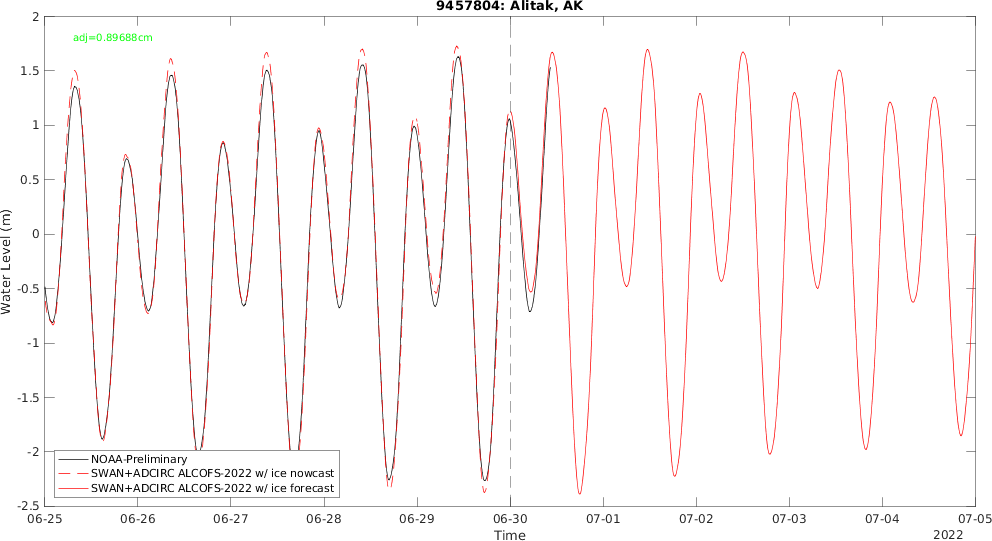 9457804: Alitak, AK
adj=0.89688cm
2
1.5
1
0.5
0
-0.5
-1
-1.5
-2
-2.5
Water Level (m)
NOAA-Preliminary
SWAN+ADCIRC ALCOFS-2022 w/ ice nowcast
SWAN+ADCIRC ALCOFS-2022 w/ ice forecast
06-25 06-26 06-27 06-28 06-29 06-30 07-01 07-02 07-03 07-04 07-05
Time
2022